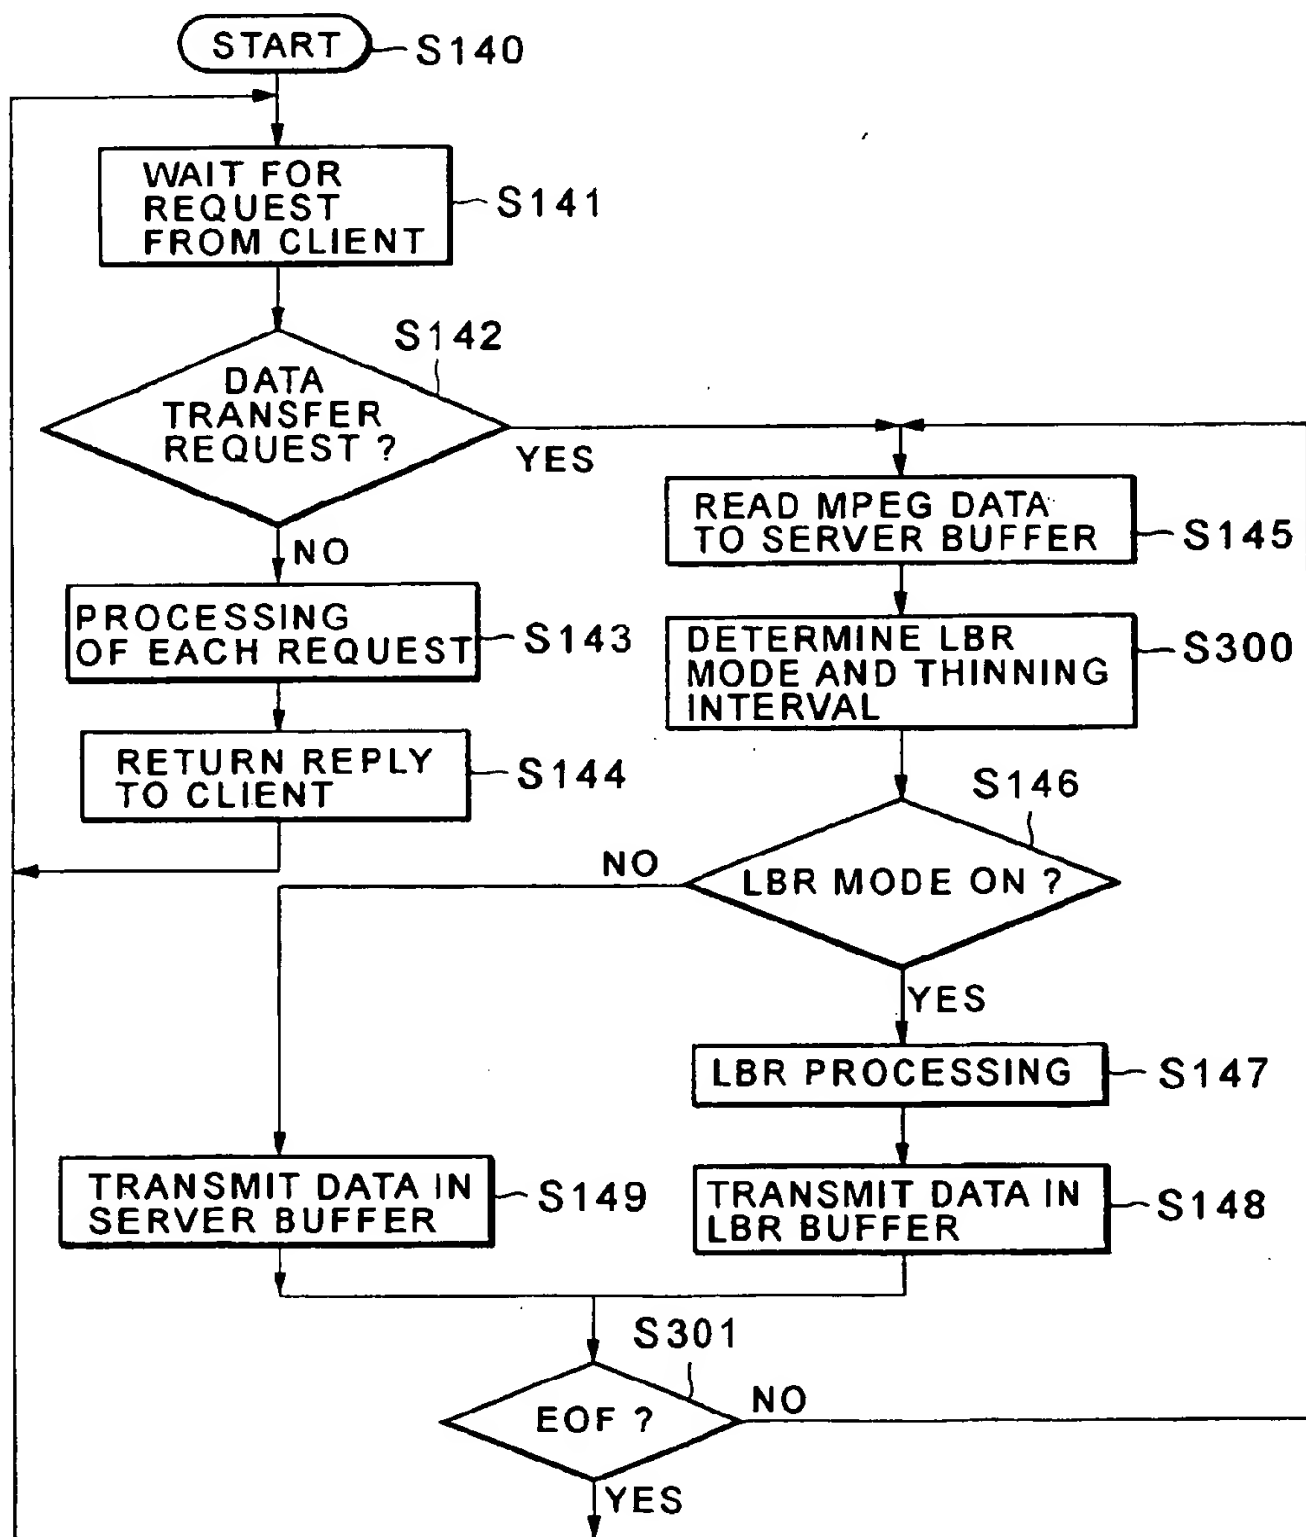 START
S140
WAIT FOR
REQUEST
FROM CLIENT
S141
S142
DATA
TRANSFER
REQUEST ?
YES
NO
READ MPEG DATA
TO SERVER BUFFER
S145
PROCESSING
OF EACH REQUEST
S143
DETERMINE LBR
MODE AND THINNING
INTERVAL
S300
RETURN REPLY
TO CLIENT
S144
S146
NO
LBR MODE ON ?
YES
LBR PROCESSING
S147
TRANSMIT DATA IN
SERVER BUFFER
S149
TRANSMIT DATA IN
LBR BUFFER
S148
S301
EOF ?
NO
YES